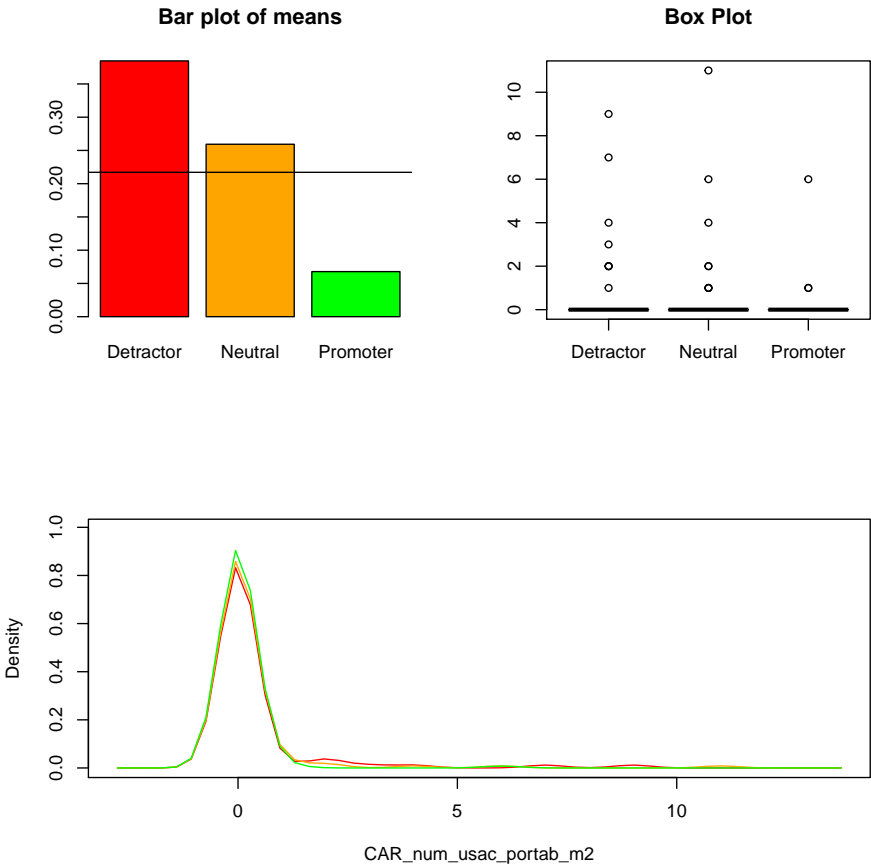 Bar plot of means
0.00 0.10 0.20 0.30
Detractor Neutral Promoter
Box Plot
0 2 4 6 8 10
Detractor Neutral Promoter
Density
0.0 0.2 0.4 0.6 0.8 1.0
0 5 10
CAR_num_usac_portab_m2